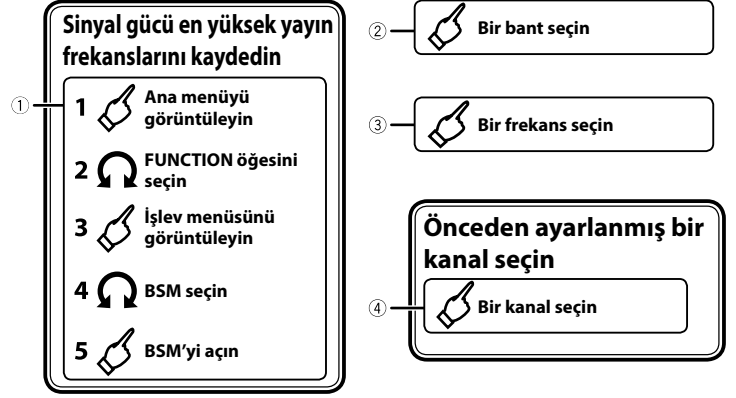 Sinyal gücü en yüksek yayın
frekanslarını kaydedin
①
1 Ana menüyü
görüntüleyin
2 FUNCTION öğesini
seçin
3 İşlev menüsünü
görüntüleyin
4 BSM seçin
5 BSM'yi açın
② Bir bant seçin
③ Bir frekans seçin
Önceden ayarlanmış bir
kanal seçin
④ Bir kanal seçin